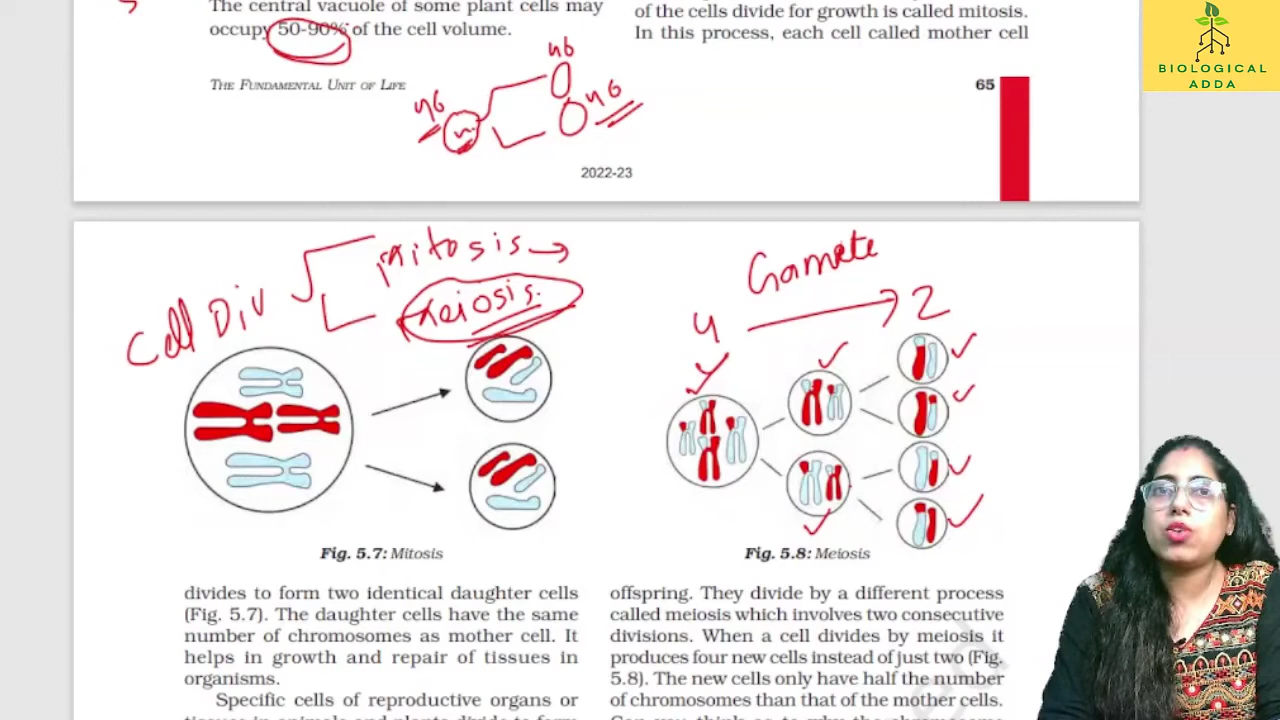 The central vacuole of some plant cells may
occupy 50-90% of the cell volume.
of the cells divide for growth is called mitosis.
In this process, each cell called mother cell
BIOLOGICAL
ADDA
THE FUNDAMENTAL UNIT OF LIFE
65
46
46
46
2022-23
Cell Div
mitosis
meiosis.
Gamete
4
2
Fig. 5.7: Mitosis
Fig. 5.8: Meiosis
divides to form two identical daughter cells
(Fig. 5.7). The daughter cells have the same
number of chromosomes as mother cell. It
helps in growth and repair of tissues in
organisms.
Specific cells of reproductive organs or
offspring. They divide by a different process
called meiosis which involves two consecutive
divisions. When a cell divides by meiosis it
produces four new cells instead of just two (Fig.
5.8). The new cells only have half the number
of chromosomes than that of the mother cells.